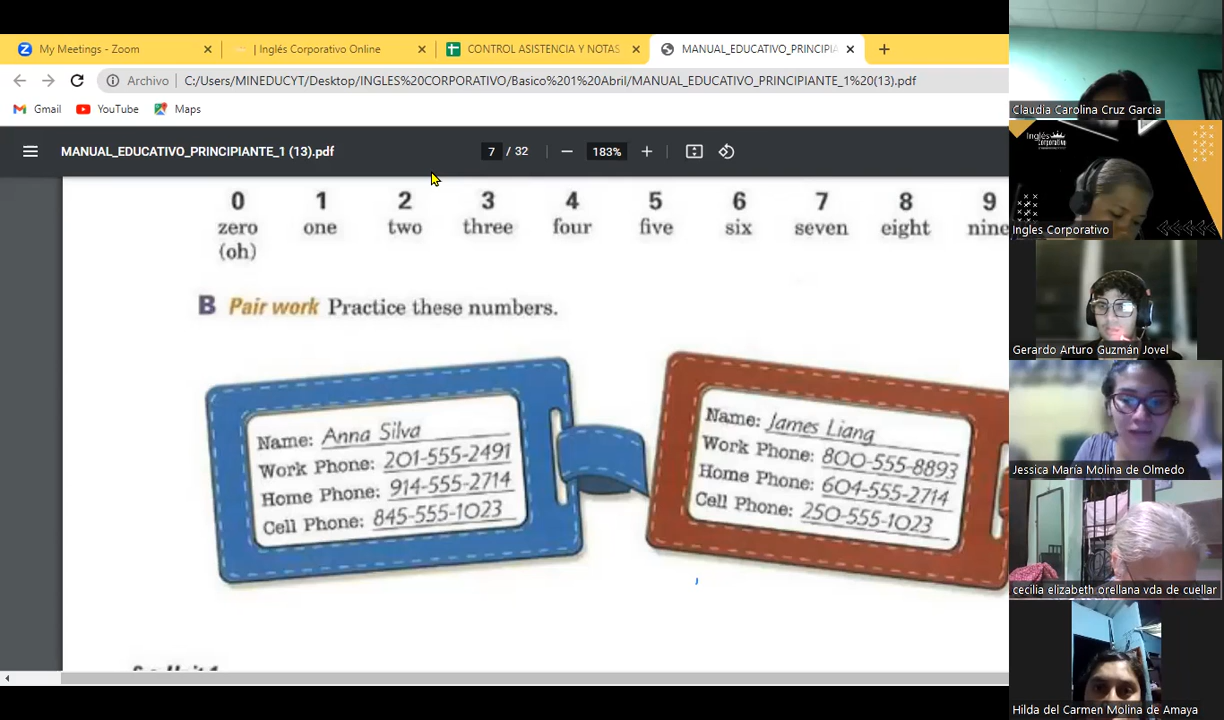 My Meetings - Zoom
| Inglés Corporativo Online
CONTROL ASISTENCIA Y NOTAS
MANUAL_EDUCATIVO_PRINCIPIA
Archivo
C:/Users/MINEDUCYT/Desktop/INGLES%20CORPORATIVO/Basico%201%20Abril/MANUAL_EDUCATIVO_PRINCIPIANTE_1%20(13).pdf
Gmail
YouTube
Maps
MANUAL_EDUCATIVO_PRINCIPIANTE_1 (13).pdf
7 / 32
183%
0 1 2 3 4 5 6 7 8 9
zero one two three four five six seven eight nine
(oh)
B Pair work Practice these numbers.
Name: Anna Silva
Work Phone: 201-555-2491
Home Phone: 914-555-2714
Cell Phone: 845-555-1023
Name: James Liang
Work Phone: 800-555-8893
Home Phone: 604-555-2714
Cell Phone: 250-555-1023
Claudia Carolina Cruz Garcia
Inglés
Corporativo
Ingles Corporativo
Gerardo Arturo Guzmán Jovel
Jessica María Molina de Olmedo
cecilia elizabeth orellana vda de cuellar
Hilda del Carmen Molina de Amaya